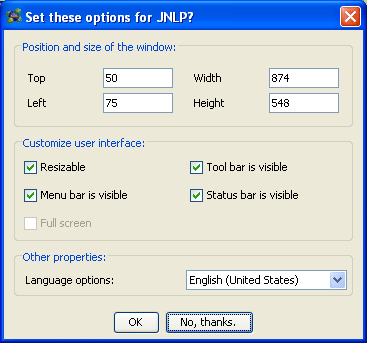 Set these options for JNLP?
Position and size of the window:
Top 50 Width 874
Left 75 Height 548
Customize user interface:
Resizable Tool bar is visible
Menu bar is visible Status bar is visible
Full screen
Other properties:
Language options: English (United States)
OK No, thanks.